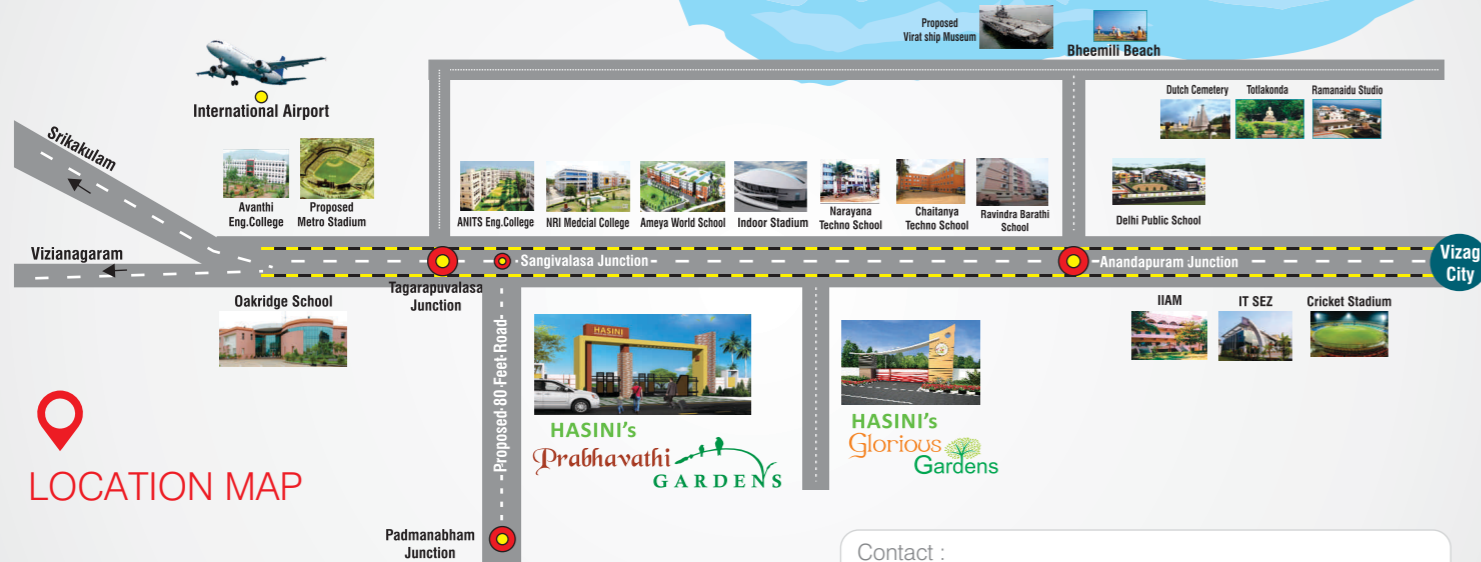 Proposed
Virat ship Museum
Bheemili Beach
International Airport
Dutch Cemetery
Totlakonda
Ramanaidu Studio
Srikakulam
Avanthi
Eng.College
Proposed
Metro Stadium
ANITS Eng.College
NRI Medcial College
Ameya World School
Indoor Stadium
Narayana
Techno School
Chaitanya
Techno School
Ravindra Barathi
School
Delhi Public School
Vizianagaram
Sangivalasa Junction
Anandapuram Junction
Vizag
City
Tagarapuvalasa
Junction
Oakridge School
IIAM
IT SEZ
Cricket Stadium
Proposed 80 Feet Road
HASINI
HASINI's
Prabhavathi
GARDENS
HASINI's
Glorious
Gardens
LOCATION MAP
Padmanabham
Junction
Contact :